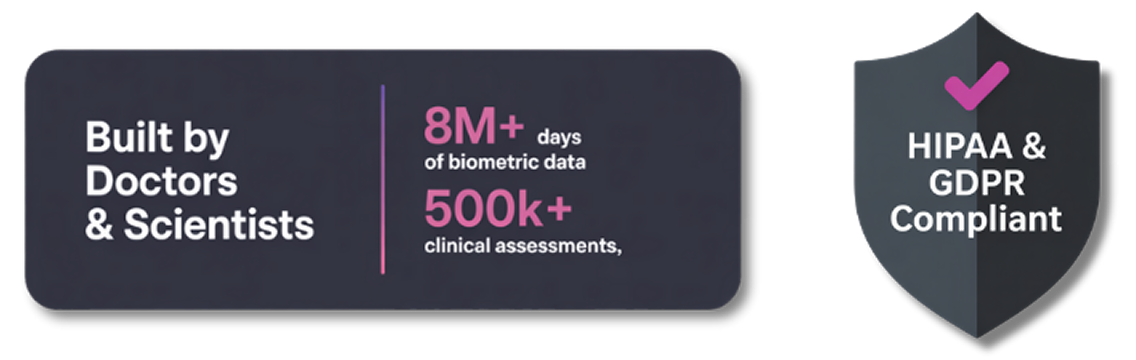 Built by
Doctors
& Scientists
8M+ days
of biometric data
500k+
clinical assessments,
HIPAA &
GDPR
Compliant